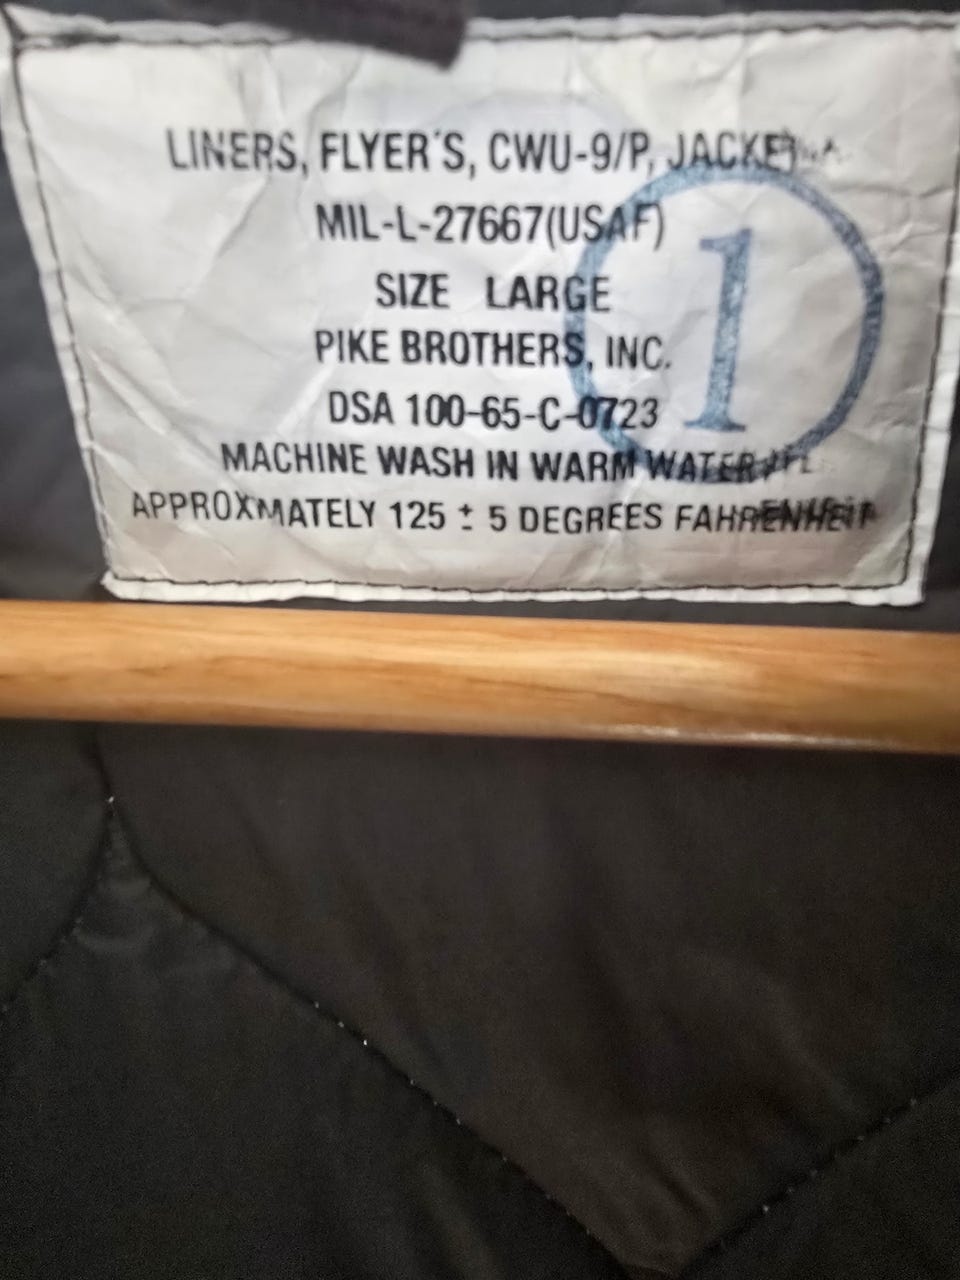 LINERS, FLYER'S, CWU-9/P, JACKET
MIL-L-27667(USAF)
SIZE LARGE
PIKE BROTHERS, INC.
DSA 100-65-C-0723
MACHINE WASH IN WARM WATER
APPROXMATELY 125 ± 5 DEGREES FAHRENHEIT
1